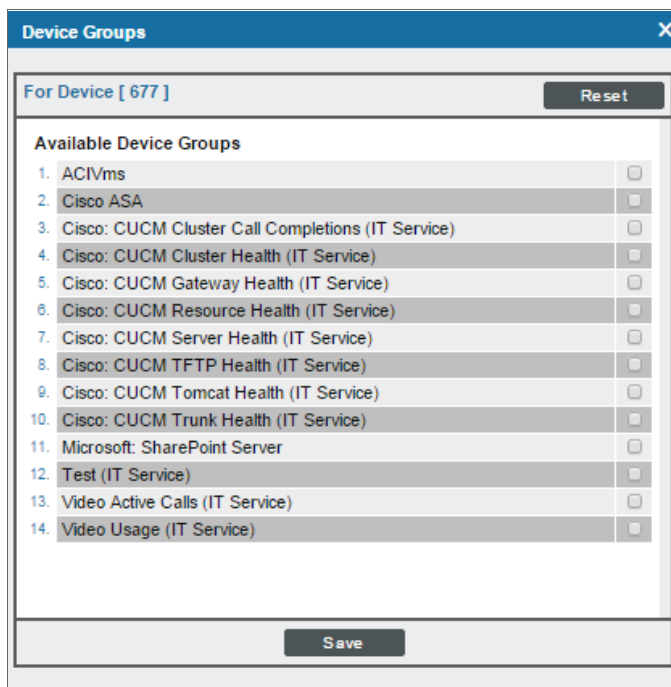 Device Groups
For Device [ 677 ]
Reset
Available Device Groups
1. ACIVms
2. Cisco ASA
3. Cisco: CUCM Cluster Call Completions (IT Service)
4. Cisco: CUCM Cluster Health (IT Service)
5. Cisco: CUCM Gateway Health (IT Service)
6. Cisco: CUCM Resource Health (IT Service)
7. Cisco: CUCM Server Health (IT Service)
8. Cisco: CUCM TFTP Health (IT Service)
9. Cisco: CUCM Tomcat Health (IT Service)
10. Cisco: CUCM Trunk Health (IT Service)
11. Microsoft: SharePoint Server
12. Test (IT Service)
13. Video Active Calls (IT Service)
14. Video Usage (IT Service)
Save